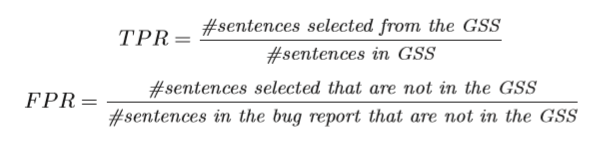 TPR = #sentences selected from the GSS / #sentences in GSS
FPR = #sentences selected that are not in the GSS / #sentences in the bug report that are not in the GSS